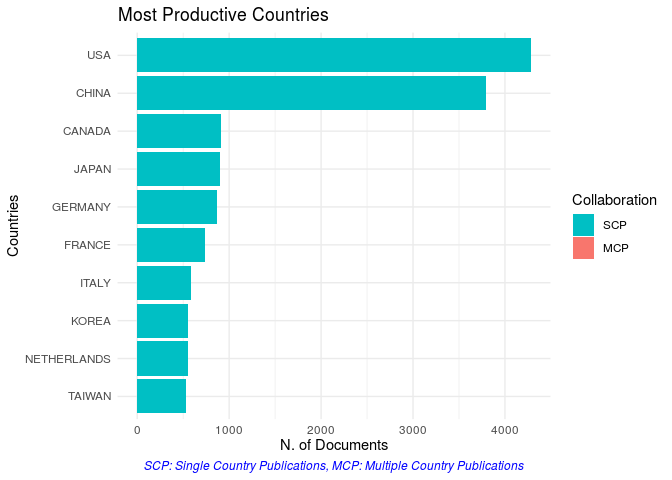 Most Productive Countries
Countries
USA
CHINA
CANADA
JAPAN
GERMANY
FRANCE
ITALY
KOREA
NETHERLANDS
TAIWAN
0 1000 2000 3000 4000
N. of Documents
SCP: Single Country Publications, MCP: Multiple Country Publications
Collaboration
SCP
MCP